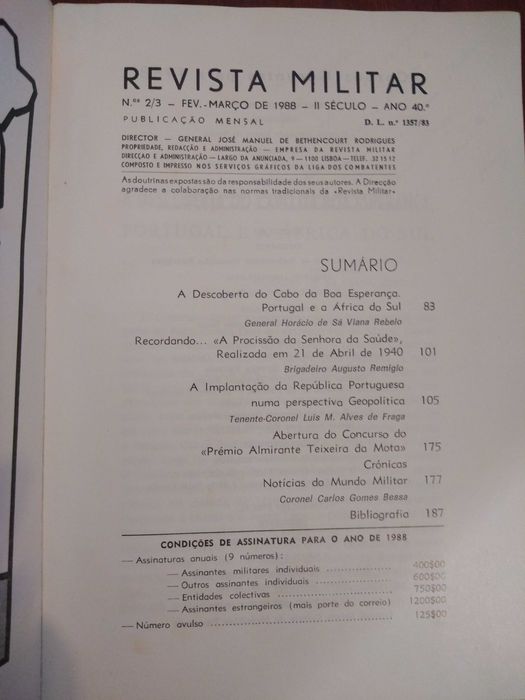 REVISTA MILITAR
N.ºs 2/3 — FEV.-MARÇO DE 1988 — II SÉCULO — ANO 40.º
PUBLICAÇÃO MENSAL D. L. n.º 1357/83
DIRECTOR — GENERAL JOSÉ MANUEL DE BETHENCOURT RODRIGUES
PROPRIEDADE, REDACÇÃO E ADMINISTRAÇÃO — EMPRESA DA REVISTA MILITAR
DIRECÇÃO E ADMINISTRAÇÃO — LARGO DA ANUNCIADA, 9 — 1100 LISBOA — TELEF. 32 15 12
COMPOSTO E IMPRESSO NOS SERVIÇOS GRÁFICOS DA LIGA DOS COMBATENTES
As doutrinas expostas são da responsabilidade dos seus autores. A Direcção
agradece a colaboração nas normas tradicionais da «Revista Militar»
SUMÁRIO
A Descoberta do Cabo da Boa Esperança.
Portugal e a África do Sul 83
General Horácio de Sá Viana Rebelo
Recordando... «A Procissão da Senhora da Saúde»,
Realizada em 21 de Abril de 1940 101
Brigadeiro Augusto Remígio
A Implantação da República Portuguesa
numa perspectiva Geopolítica 105
Tenente-Coronel Luís M. Alves de Fraga
Abertura do Concurso do
«Prémio Almirante Teixeira da Mota» 175
Crónicas
Notícias do Mundo Militar 177
Coronel Carlos Gomes Bessa
Bibliografia 187
CONDIÇÕES DE ASSINATURA PARA O ANO DE 1988
— Assinaturas anuais (9 números):
— Assinantes militares individuais .................. 400$00
— Outros assinantes individuais .................. 600$00
— Entidades colectivas .................. 750$00
— Assinantes estrangeiros (mais porte do correio) 1200$00
— Número avulso .................. 125$00